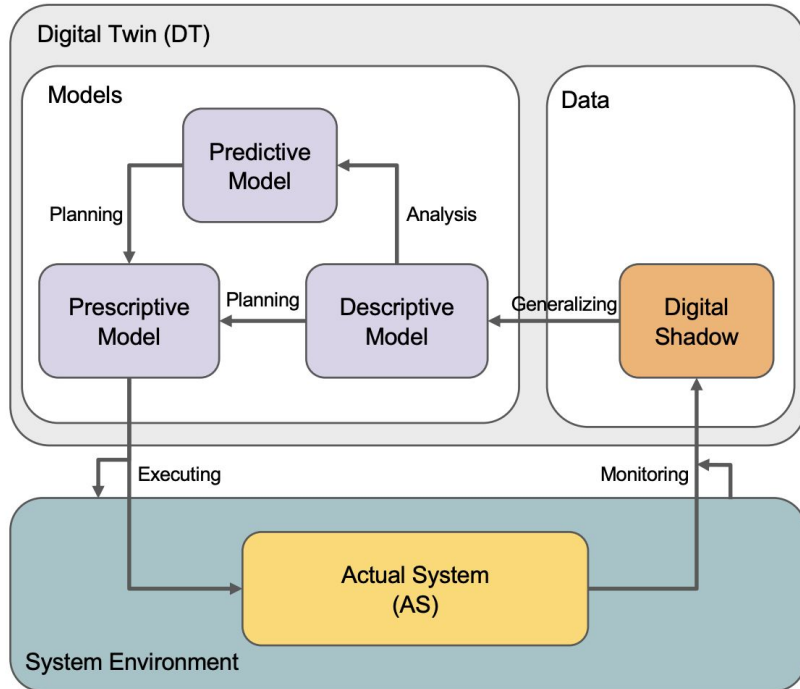 Digital Twin (DT)
Models
Data
Predictive
Model
Planning
Analysis
Prescriptive
Model
Planning
Descriptive
Model
Generalizing
Digital
Shadow
Executing
Monitoring
Actual System
(AS)
System Environment